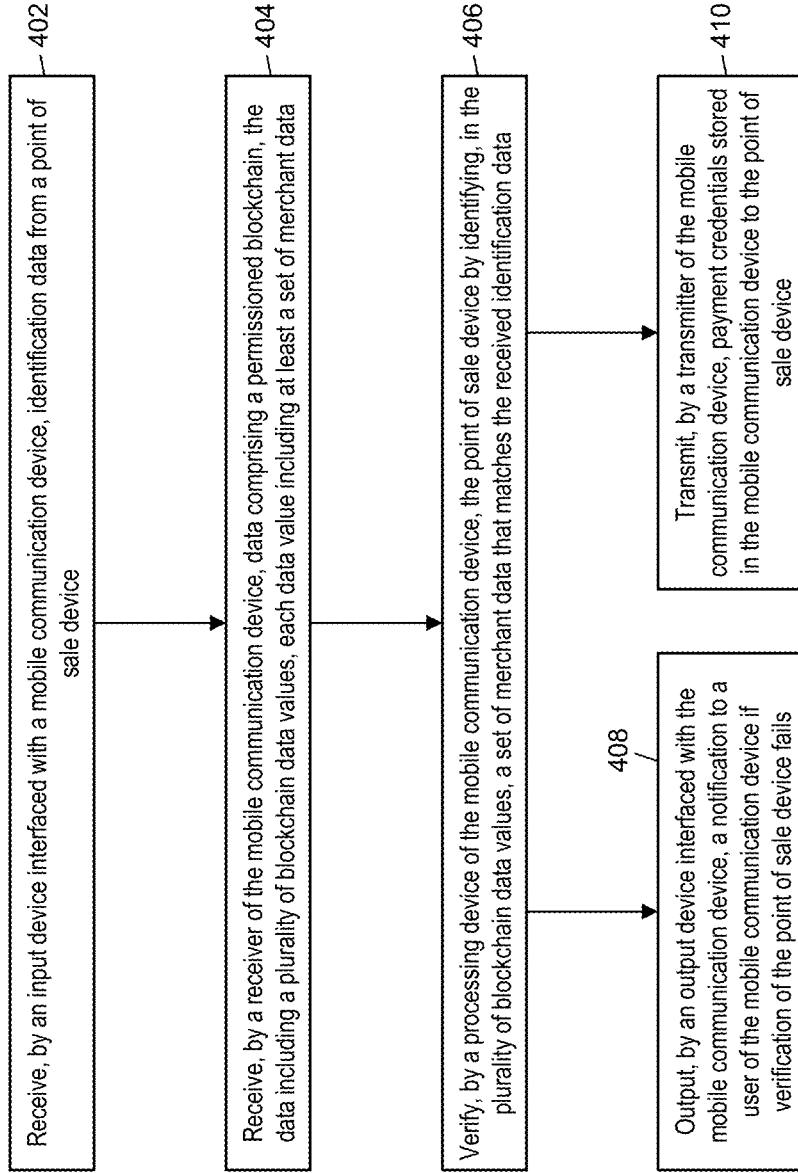 Receive, by an input device interfaced with a mobile communication device, identification data from a point of
sale device
402
Receive, by a receiver of the mobile communication device, data comprising a permissioned blockchain, the
data including a plurality of blockchain data values, each data value including at least a set of merchant data
404
Verify, by a processing device of the mobile communication device, the point of sale device by identifying, in the
plurality of blockchain data values, a set of merchant data that matches the received identification data
406
408
Output, by an output device interfaced with the
mobile communication device, a notification to a
user of the mobile communication device if
verification of the point of sale device fails
Transmit, by a transmitter of the mobile
communication device, payment credentials stored
in the mobile communication device to the point of
sale device
410